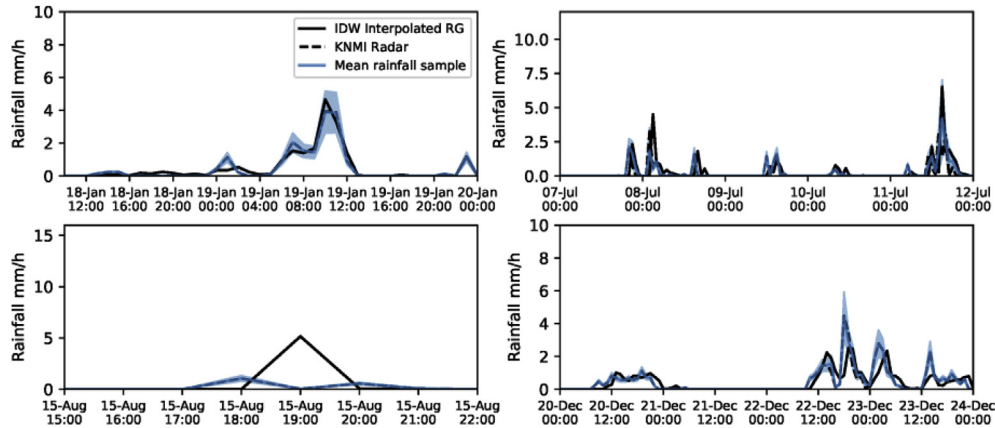 10
8
6
4
2
0
Rainfall mm/h
IDW Interpolated RG
KNMI Radar
Mean rainfall sample
18-Jan 18-Jan 18-Jan 19-Jan 19-Jan 19-Jan 19-Jan 19-Jan 19-Jan 20-Jan
12:00 16:00 20:00 00:00 04:00 08:00 12:00 16:00 20:00 00:00
10.0
7.5
5.0
2.5
0.0
Rainfall mm/h
07-Jul 08-Jul 09-Jul 10-Jul 11-Jul 12-Jul
00:00 00:00 00:00 00:00 00:00 00:00
15
10
5
0
Rainfall mm/h
15-Aug 15-Aug 15-Aug 15-Aug 15-Aug 15-Aug 15-Aug 15-Aug
15:00 16:00 17:00 18:00 19:00 20:00 21:00 22:00
10
8
6
4
2
0
Rainfall mm/h
20-Dec 20-Dec 21-Dec 21-Dec 22-Dec 22-Dec 23-Dec 23-Dec 24-Dec
00:00 12:00 00:00 12:00 00:00 12:00 00:00 12:00 00:00